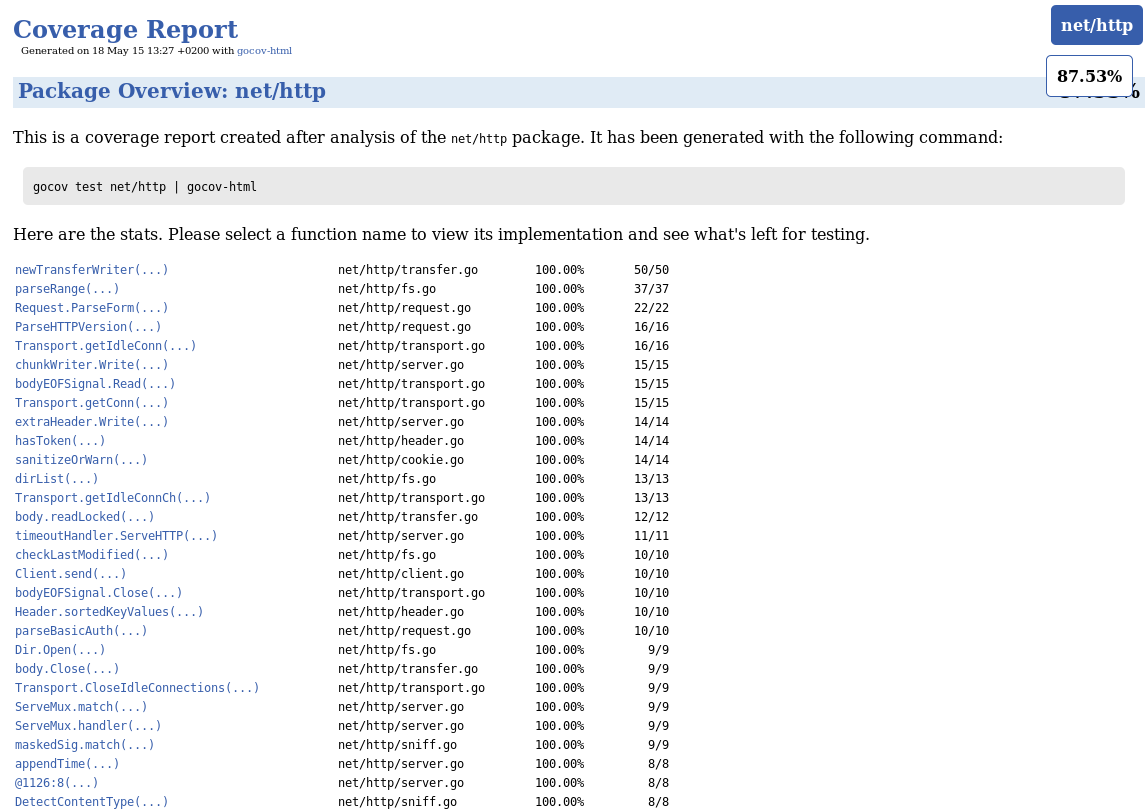 Coverage Report
net/http
Generated on 18 May 15 13:27 +0200 with gocov-html
87.53%
Package Overview: net/http
This is a coverage report created after analysis of the net/http package. It has been generated with the following command:
gocov test net/http | gocov-html
Here are the stats. Please select a function name to view its implementation and see what's left for testing.
newTransferWriter(...) net/http/transfer.go 100.00% 50/50
parseRange(...) net/http/fs.go 100.00% 37/37
Request.ParseForm(...) net/http/request.go 100.00% 22/22
ParseHTTPVersion(...) net/http/request.go 100.00% 16/16
Transport.getIdleConn(...) net/http/transport.go 100.00% 16/16
chunkWriter.Write(...) net/http/server.go 100.00% 15/15
bodyEOFSignal.Read(...) net/http/transport.go 100.00% 15/15
Transport.getConn(...) net/http/transport.go 100.00% 15/15
extraHeader.Write(...) net/http/server.go 100.00% 14/14
hasToken(...) net/http/header.go 100.00% 14/14
sanitizeOrWarn(...) net/http/cookie.go 100.00% 14/14
dirList(...) net/http/fs.go 100.00% 13/13
Transport.getIdleConnCh(...) net/http/transport.go 100.00% 13/13
body.readLocked(...) net/http/transfer.go 100.00% 12/12
timeoutHandler.ServeHTTP(...) net/http/server.go 100.00% 11/11
checkLastModified(...) net/http/fs.go 100.00% 10/10
Client.send(...) net/http/client.go 100.00% 10/10
bodyEOFSignal.Close(...) net/http/transport.go 100.00% 10/10
Header.sortedKeyValues(...) net/http/header.go 100.00% 10/10
parseBasicAuth(...) net/http/request.go 100.00% 10/10
Dir.Open(...) net/http/fs.go 100.00% 9/9
body.Close(...) net/http/transfer.go 100.00% 9/9
Transport.CloseIdleConnections(...) net/http/transport.go 100.00% 9/9
ServeMux.match(...) net/http/server.go 100.00% 9/9
ServeMux.handler(...) net/http/server.go 100.00% 9/9
maskedSig.match(...) net/http/sniff.go 100.00% 9/9
appendTime(...) net/http/server.go 100.00% 8/8
@1126:8(...) net/http/server.go 100.00% 8/8
DetectContentType(...) net/http/sniff.go 100.00% 8/8